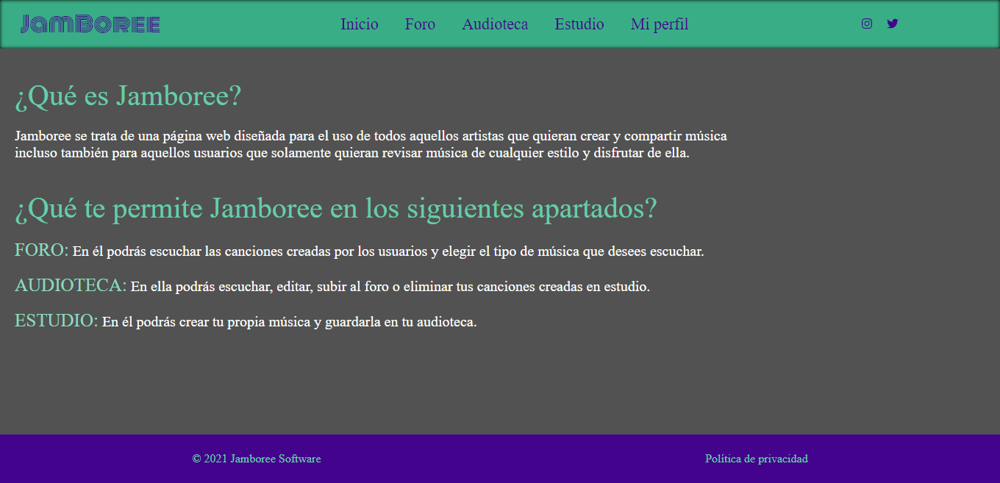 JamBoree
Inicio Foro Audioteca Estudio Mi perfil
¿Qué es Jamboree?
Jamboree se trata de una página web diseñada para el uso de todos aquellos artistas que quieran crear y compartir música
incluso también para aquellos usuarios que solamente quieran revisar música de cualquier estilo y disfrutar de ella.
¿Qué te permite Jamboree en los siguientes apartados?
FORO: En él podrás escuchar las canciones creadas por los usuarios y elegir el tipo de música que desees escuchar.
AUDIOTECA: En ella podrás escuchar, editar, subir al foro o eliminar tus canciones creadas en estudio.
ESTUDIO: En él podrás crear tu propia música y guardarla en tu audioteca.
© 2021 Jamboree Software
Política de privacidad